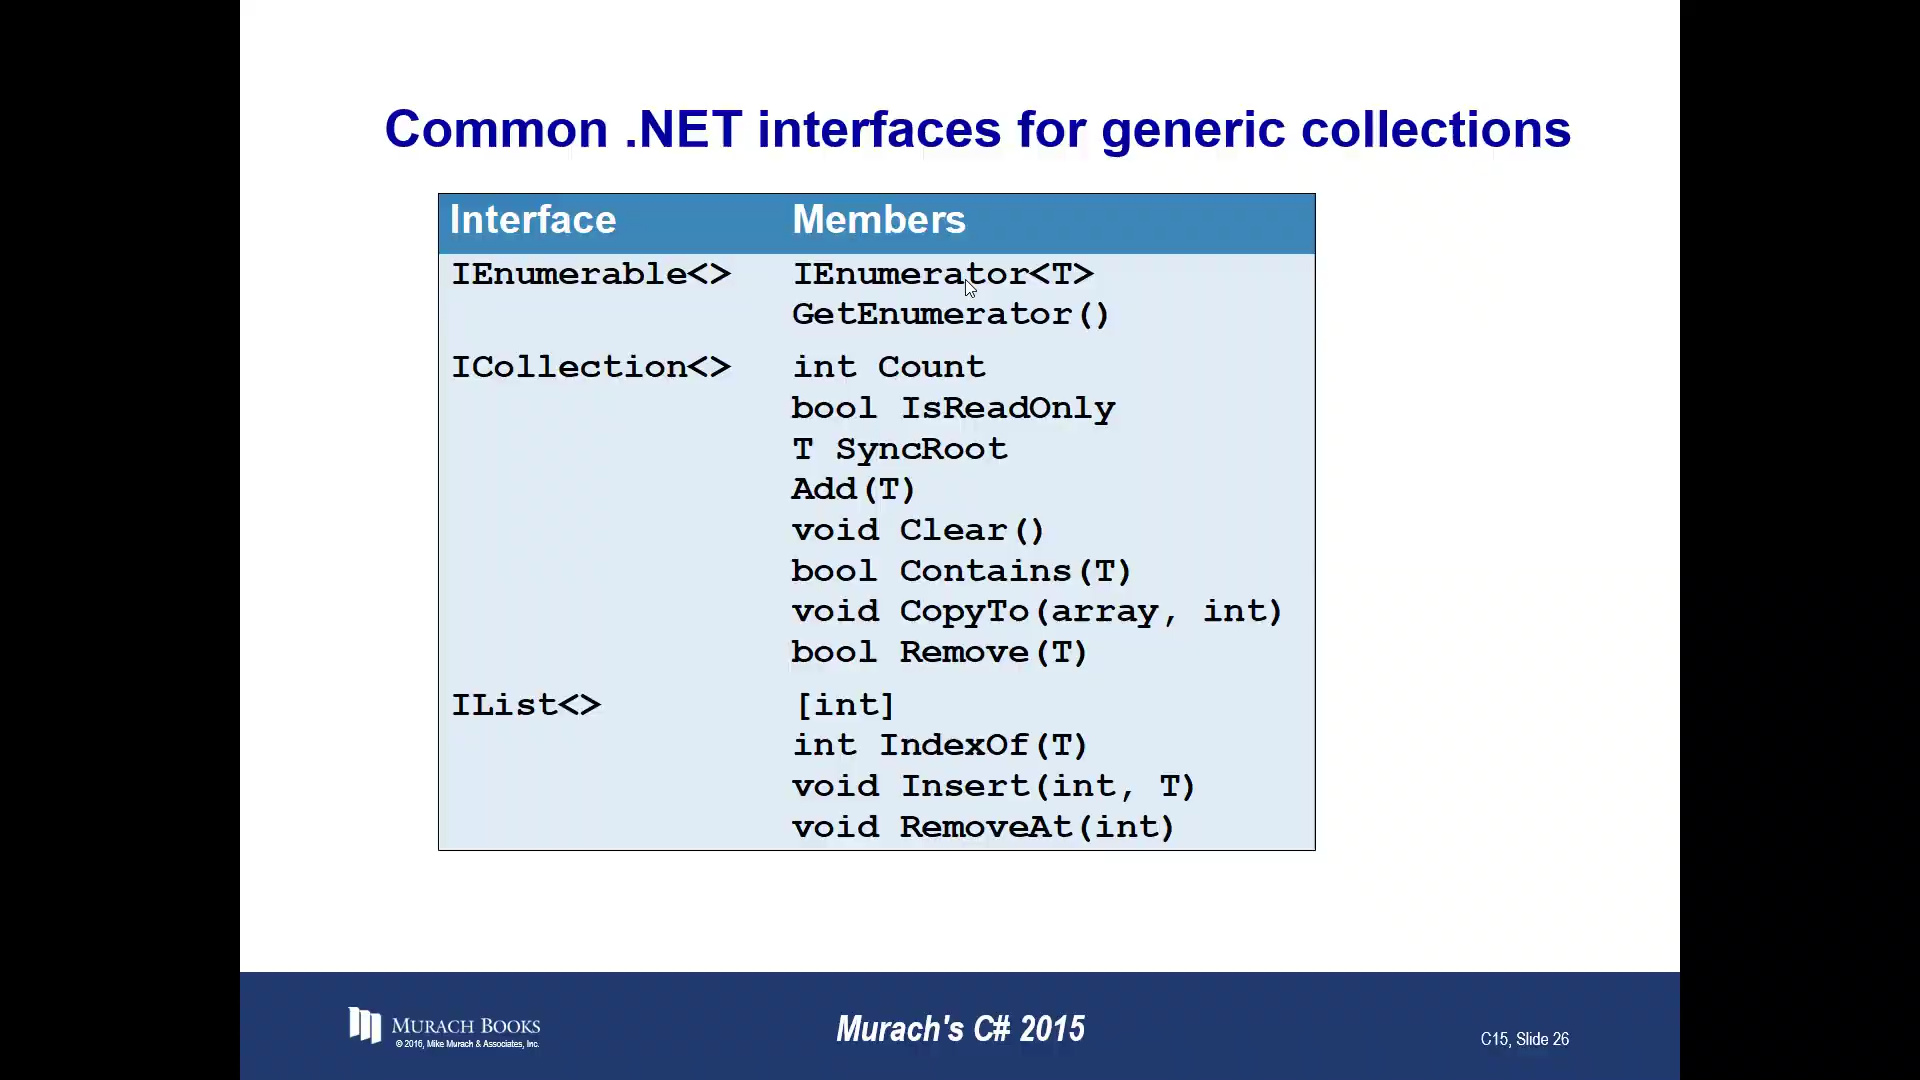 Common .NET interfaces for generic collections
Interface Members
IEnumerable<> IEnumerator<T>
GetEnumerator()
ICollection<> int Count
bool IsReadOnly
T SyncRoot
Add(T)
void Clear()
bool Contains(T)
void CopyTo(array, int)
bool Remove(T)
IList<> [int]
int IndexOf(T)
void Insert(int, T)
void RemoveAt(int)
MURACH BOOKS
© 2016, Mike Murach & Associates, Inc.
Murach's C# 2015
C15, Slide 26